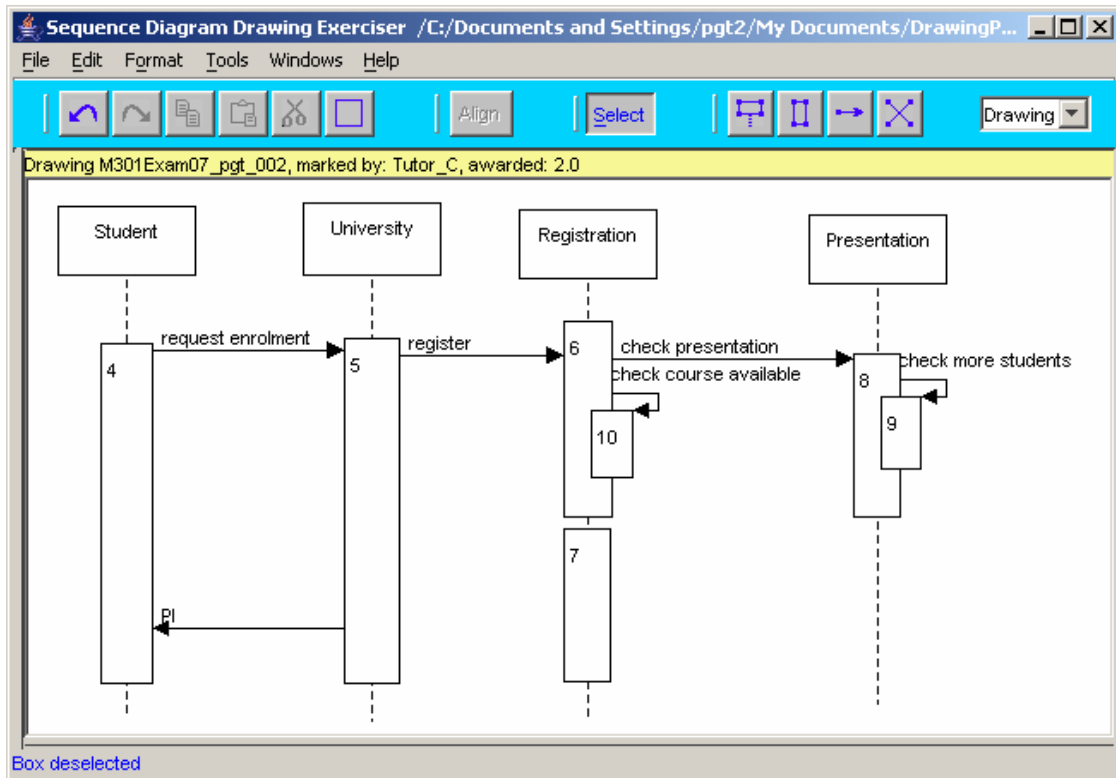 Sequence Diagram Drawing Exerciser /C:/Documents and Settings/pgt2/My Documents/DrawingP...
File Edit Format Tools Windows Help
Align Select Drawing
Drawing M301Exam07_pgt_002, marked by: Tutor_C, awarded: 2.0
Student University Registration Presentation
request enrolment register check presentation
check course available check more students
4 5 6 8
10 9
7
PI
Box deselected